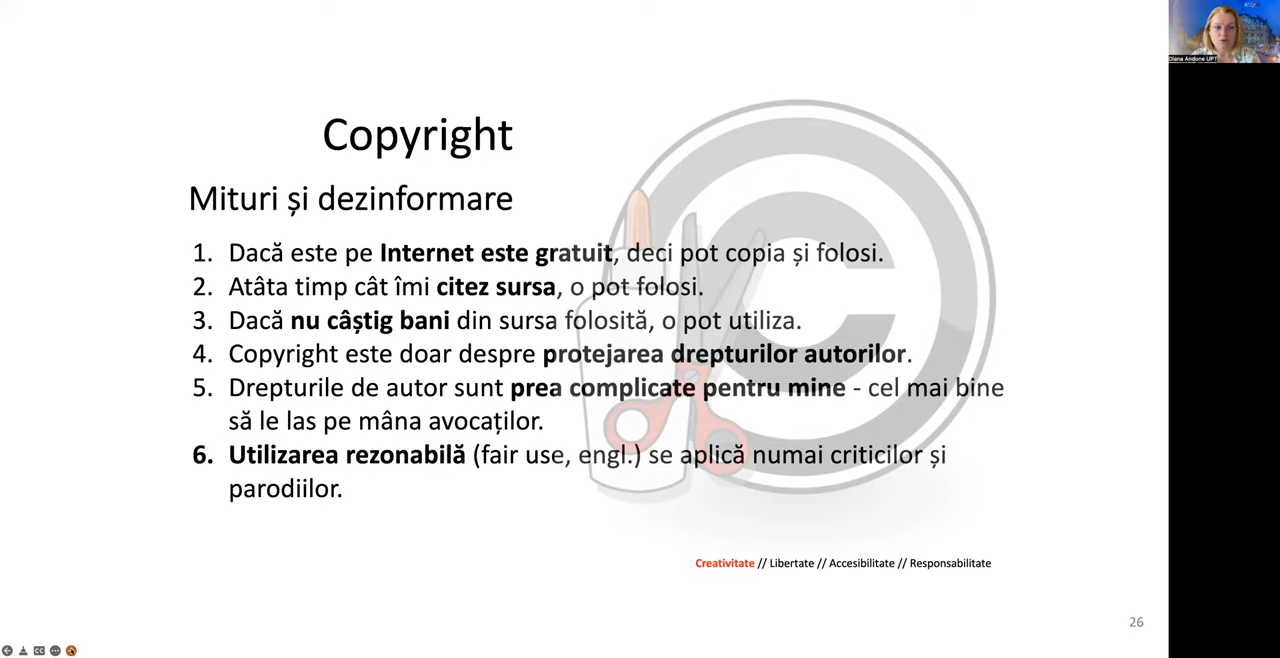 Diana Andone UPT
Copyright
Mituri și dezinformare
1. Dacă este pe Internet este gratuit, deci pot copia și folosi.
2. Atâta timp cât îmi citez sursa, o pot folosi.
3. Dacă nu câștig bani din sursa folosită, o pot utiliza.
4. Copyright este doar despre protejarea drepturilor autorilor.
5. Drepturile de autor sunt prea complicate pentru mine - cel mai bine
să le las pe mâna avocaților.
6. Utilizarea rezonabilă (fair use, engl.) se aplică numai criticilor și
parodiilor.
Creativitate // Libertate // Accesibilitate // Responsabilitate
26